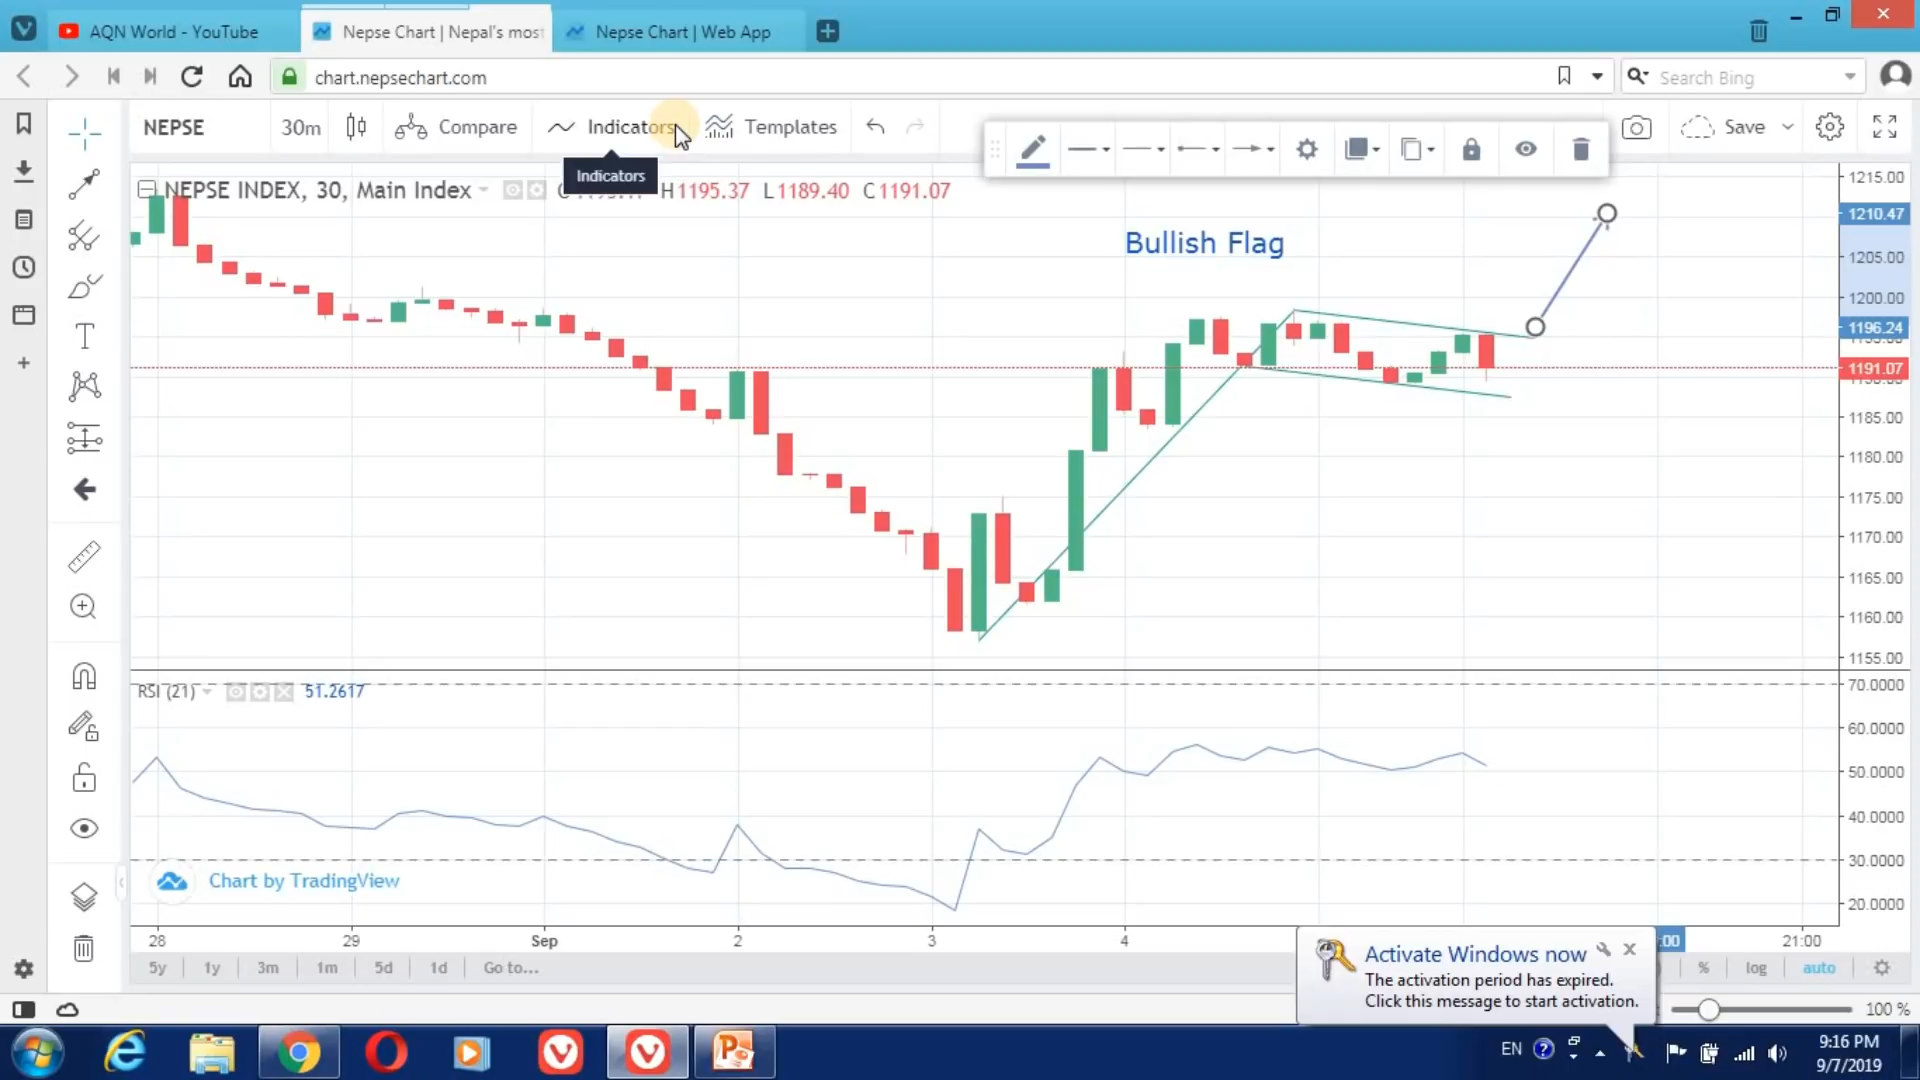 AQN World - YouTube
Nepse Chart | Nepal's most
Nepse Chart | Web App
chart.nepsechart.com
Search Bing
NEPSE
30m
Compare
Indicators
Templates
Save
Indicators
NEPSE INDEX, 30, Main Index
H1195.37 L1189.40 C1191.07
Bullish Flag
1215.00
1210.47
1205.00
1200.00
1196.24
1191.07
1185.00
1180.00
1175.00
1170.00
1165.00
1160.00
1155.00
RSI (21)
51.2617
70.0000
60.0000
50.0000
40.0000
30.0000
20.0000
Chart by TradingView
28 29 Sep 2 3 4 :00 21:00
5y 1y 3m 1m 5d 1d Go to...
% log auto
Activate Windows now
The activation period has expired.
Click this message to start activation.
100 %
EN
9:16 PM
9/7/2019